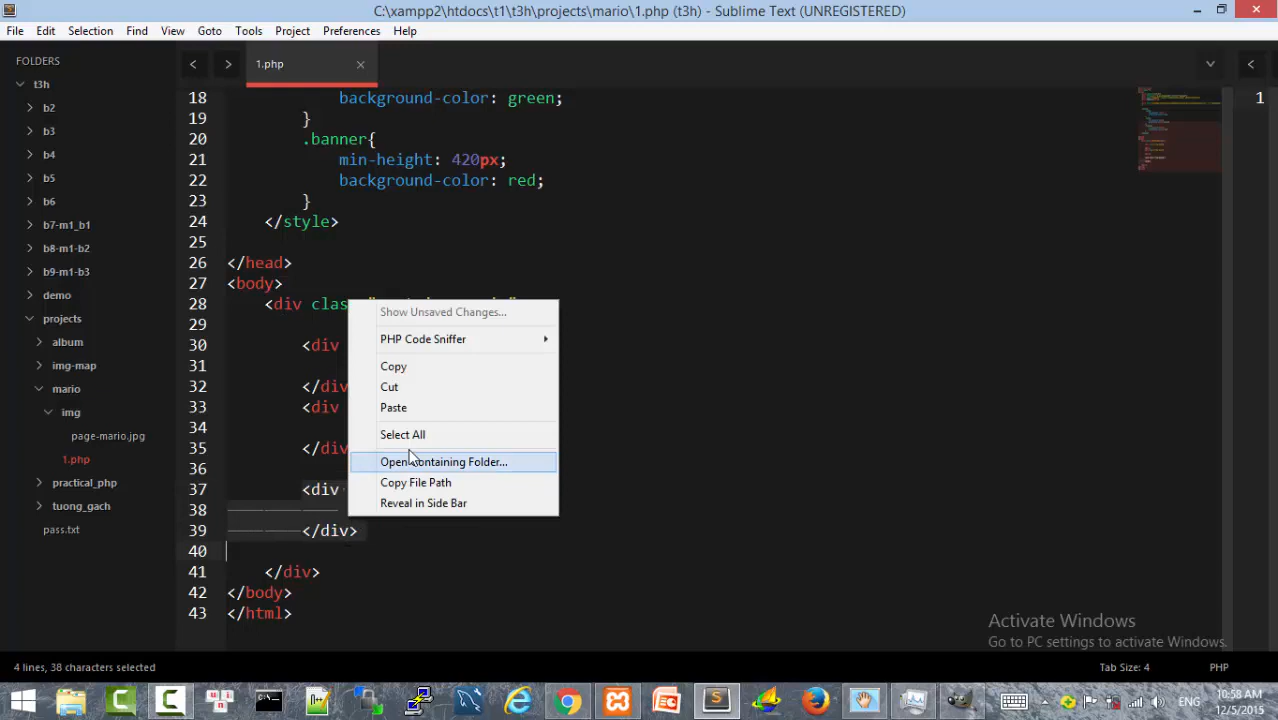 C:\xampp2\htdocs\t1\t3h\projects\mario\1.php (t3h) - Sublime Text (UNREGISTERED)
File Edit Selection Find View Goto Tools Project Preferences Help
FOLDERS
t3h
b2
b3
b4
b5
b6
b7-m1_b1
b8-m1-b2
b9-m1-b3
demo
projects
album
img-map
mario
img
page-mario.jpg
1.php
practical_php
tuong_gach
pass.txt
1.php
18 background-color: green;
19 }
20 .banner{
21 min-height: 420px;
22 background-color: red;
23 }
24 </style>
25
26 </head>
27 <body>
28 <div clas
29
30 <div
31
32 </div
33 <div
34
35 </div
36
37 <div
38
39 </div>
40
41 </div>
42 </body>
43 </html>
1
Show Unsaved Changes...
PHP Code Sniffer
Copy
Cut
Paste
Select All
Open Containing Folder...
Copy File Path
Reveal in Side Bar
Activate Windows
Go to PC settings to activate Windows.
4 lines, 38 characters selected
Tab Size: 4 PHP
ENG
10:58 AM
12/5/2015